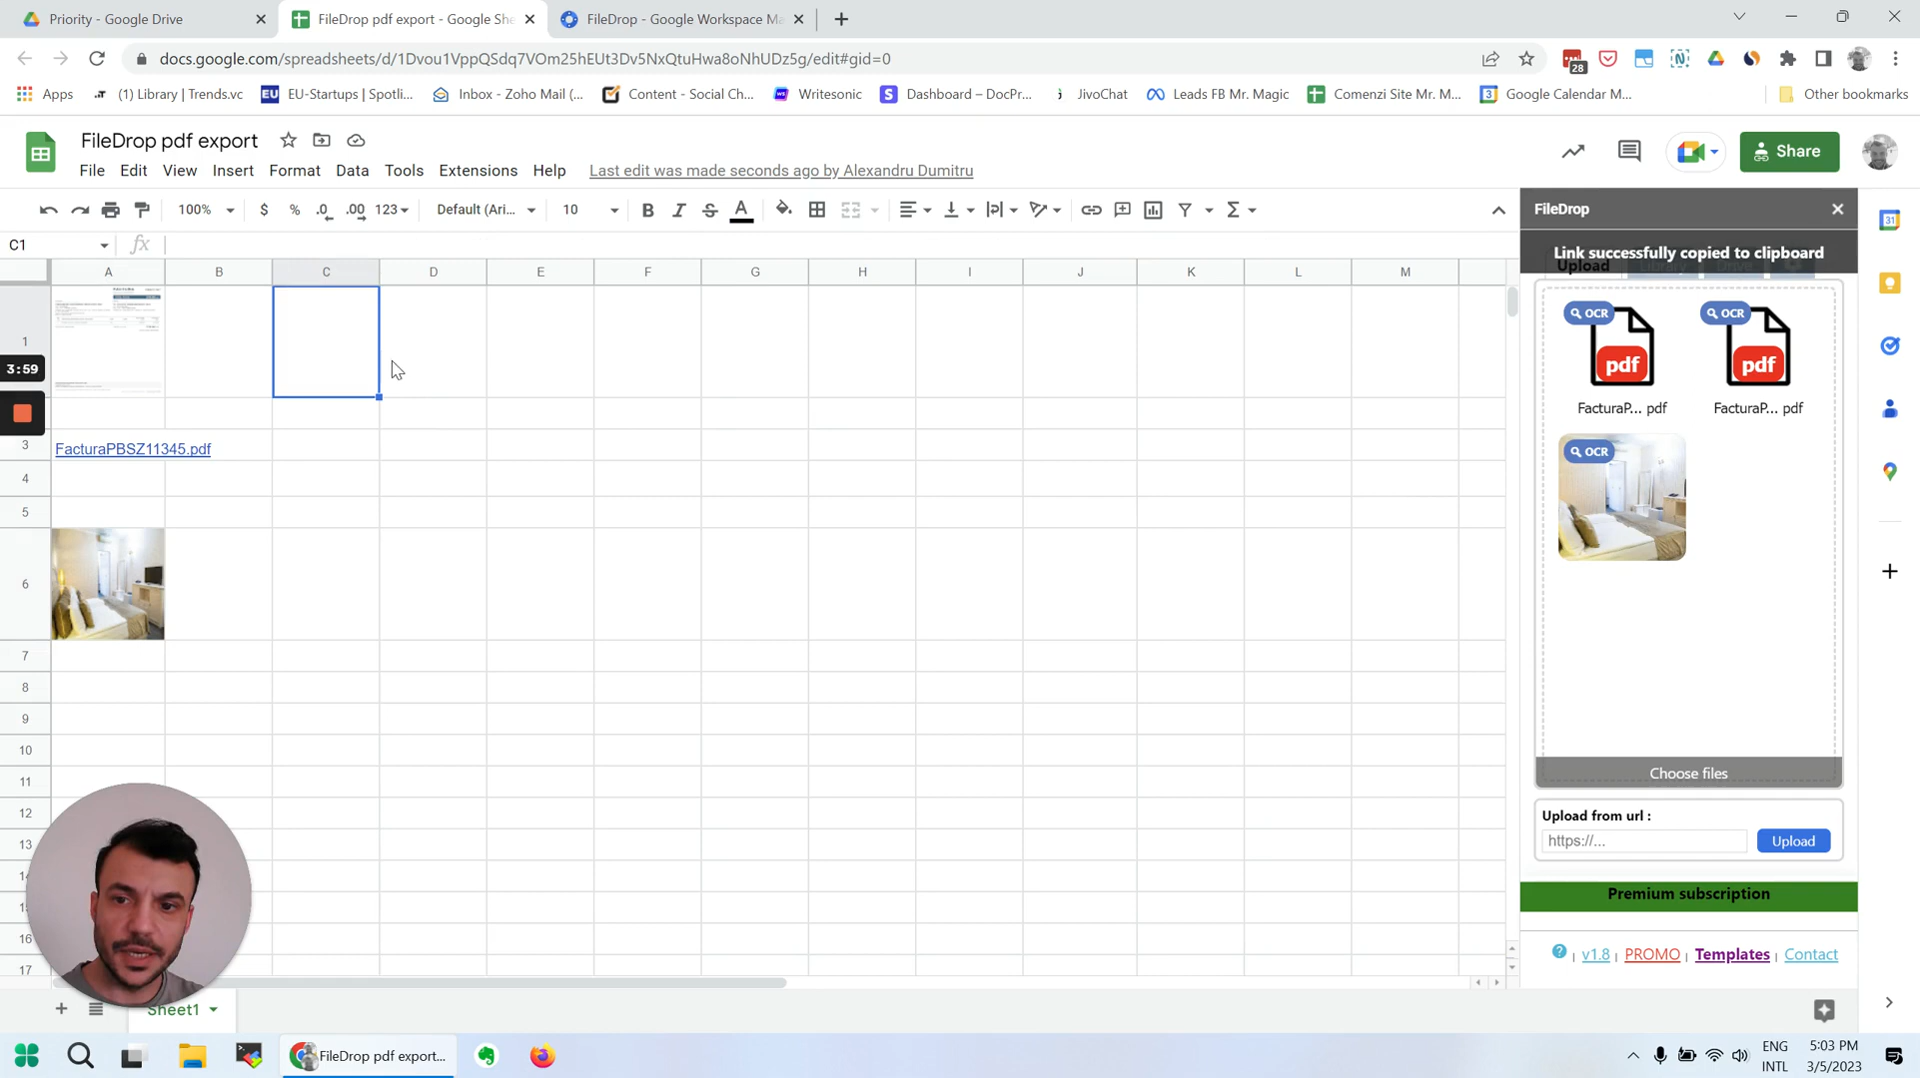 Priority - Google Drive
FileDrop pdf export - Google She
FileDrop - Google Workspace Ma
docs.google.com/spreadsheets/d/1Dvou1VppQSdq7VOm25hEUt3Dv5NxQtuHwa8oNhUDz5g/edit#gid=0
28
Apps
(1) Library | Trends.vc
EU
EU-Startups | Spotli...
Inbox - Zoho Mail (...
Content - Social Ch...
Writesonic
Dashboard – DocPr...
JivoChat
Leads FB Mr. Magic
Comenzi Site Mr. M...
Google Calendar M...
Other bookmarks
FileDrop pdf export
Share
File Edit View Insert Format Data Tools Extensions Help
Last edit was made seconds ago by Alexandru Dumitru
100% $ % .0 .00 123 Default (Ari... 10 B I S A
C1 fx
A B C D E F G H I J K L M
1
3:59
3 FacturaPBSZ11345.pdf
4
5
6
7
8
9
10
11
12
13
16
17
Sheet1
FileDrop
Link successfully copied to clipboard
Upload
OCR OCR
pdf pdf
FacturaP... pdf FacturaP... pdf
OCR
Choose files
Upload from url :
https://... Upload
Premium subscription
? | v1.8 | PROMO | Templates | Contact
31
FileDrop pdf export...
ENG
INTL
5:03 PM
3/5/2023